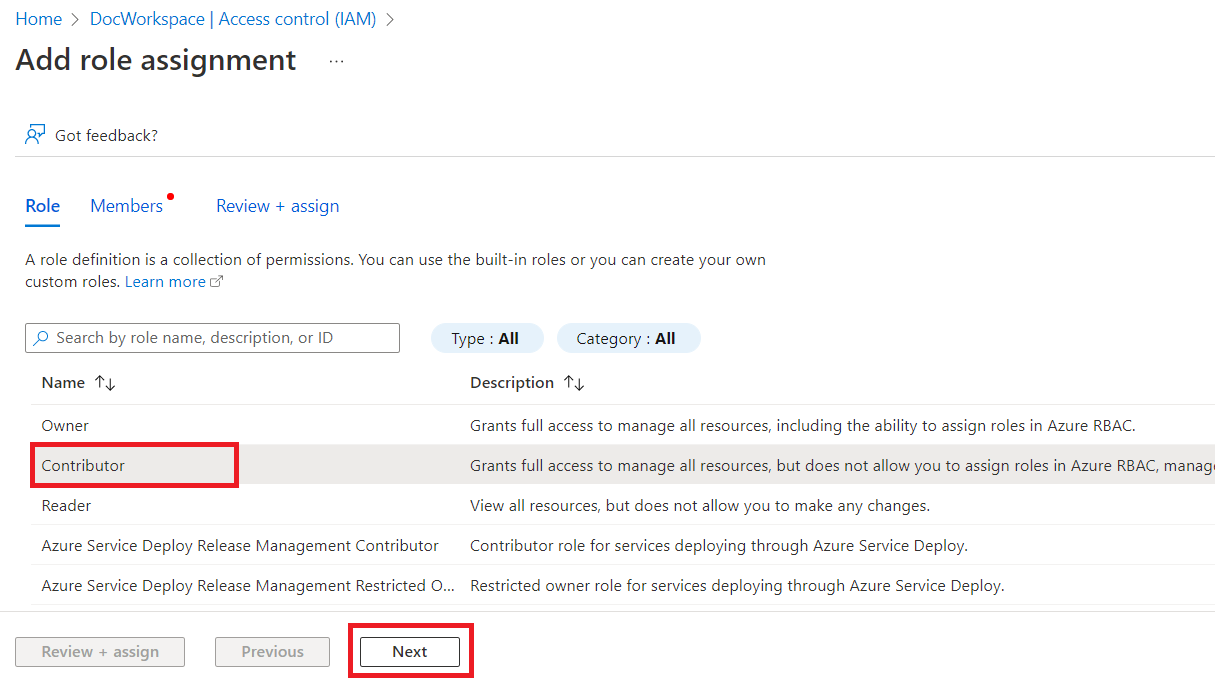 Home > DocWorkspace | Access control (IAM) >
Add role assignment ...
Got feedback?
Role Members Review + assign
A role definition is a collection of permissions. You can use the built-in roles or you can create your own
custom roles. Learn more
Search by role name, description, or ID Type : All Category : All
Name ↑↓ Description ↑↓
Owner Grants full access to manage all resources, including the ability to assign roles in Azure RBAC.
Contributor Grants full access to manage all resources, but does not allow you to assign roles in Azure RBAC, manag
Reader View all resources, but does not allow you to make any changes.
Azure Service Deploy Release Management Contributor Contributor role for services deploying through Azure Service Deploy.
Azure Service Deploy Release Management Restricted O... Restricted owner role for services deploying through Azure Service Deploy.
Review + assign Previous Next